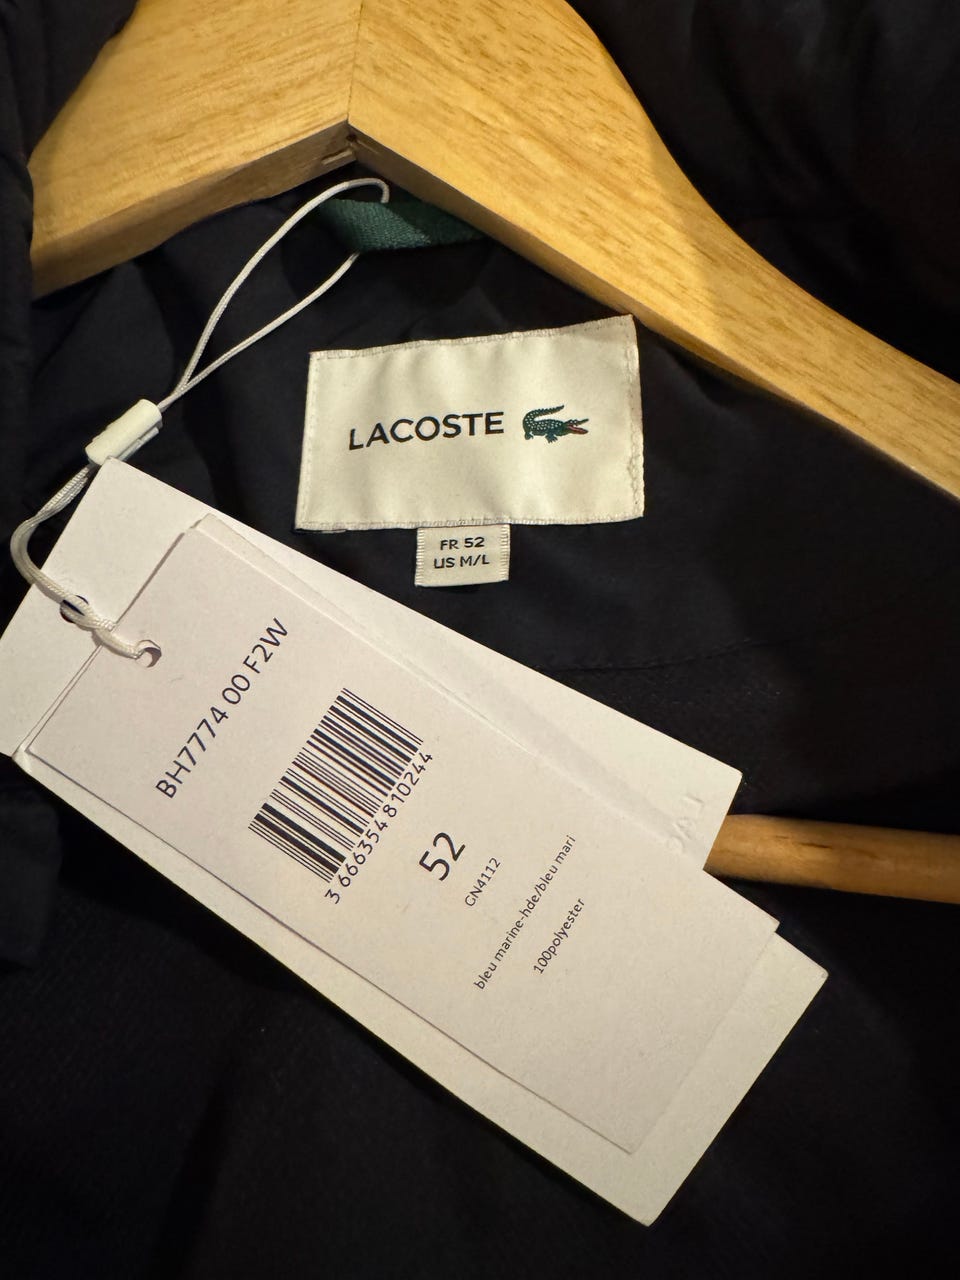 LACOSTE
FR 52
US M/L
BH7774 00 F2W
3 666354 810244
52
GN4112
bleu marine-hde/bleu mari
100polyester